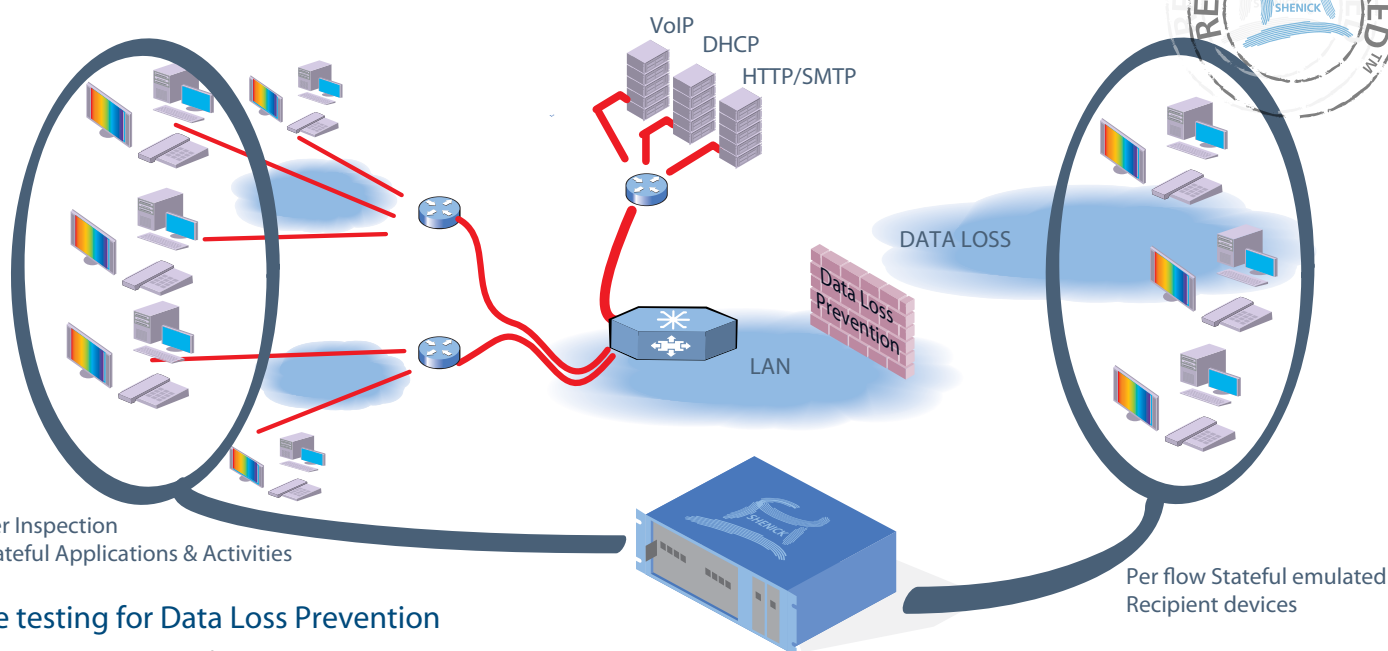 VoIP
DHCP
HTTP/SMTP
SHENICK
DATA LOSS
Data Loss
Prevention
LAN
SHENICK
er Inspection
ateful Applications & Activities
Per flow Stateful emulated
Recipient devices
e testing for Data Loss Prevention